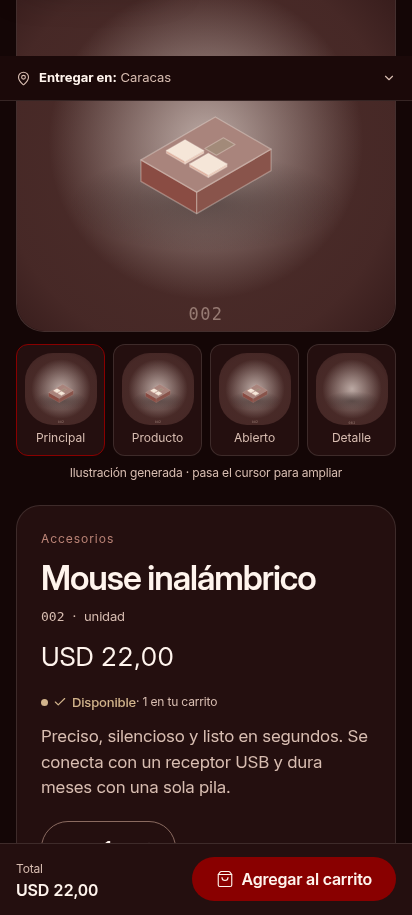 Entregar en: Caracas
002
Principal
Producto
Abierto
Detalle
Ilustración generada · pasa el cursor para ampliar
Accesorios
Mouse inalámbrico
002 · unidad
USD 22,00
Disponible · 1 en tu carrito
Preciso, silencioso y listo en segundos. Se
conecta con un receptor USB y dura
meses con una sola pila.
Total
USD 22,00
Agregar al carrito